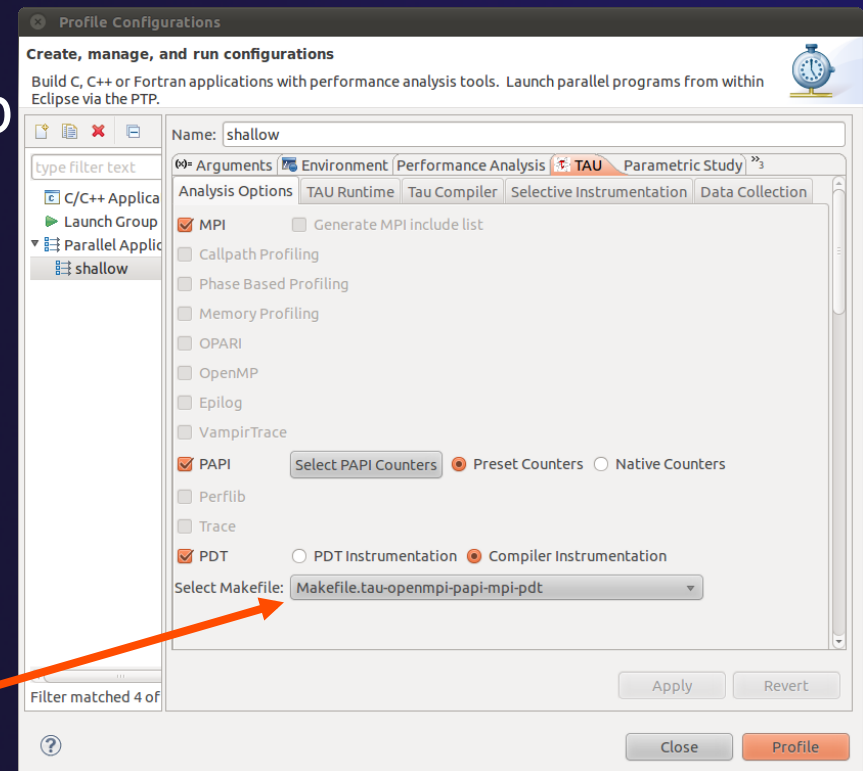 Profile Configurations
Create, manage, and run configurations
Build C, C++ or Fortran applications with performance analysis tools. Launch parallel programs from within
Eclipse via the PTP.
Name: shallow
type filter text
(x)= Arguments Environment Performance Analysis TAU Parametric Study »3
Analysis Options TAU Runtime Tau Compiler Selective Instrumentation Data Collection
C/C++ Applica
Launch Group
Parallel Applic
shallow
MPI Generate MPI include list
Callpath Profiling
Phase Based Profiling
Memory Profiling
OPARI
OpenMP
Epilog
VampirTrace
PAPI Select PAPI Counters Preset Counters Native Counters
Perflib
Trace
PDT PDT Instrumentation Compiler Instrumentation
Select Makefile: Makefile.tau-openmpi-papi-mpi-pdt
Apply Revert
Filter matched 4 of
? Close Profile